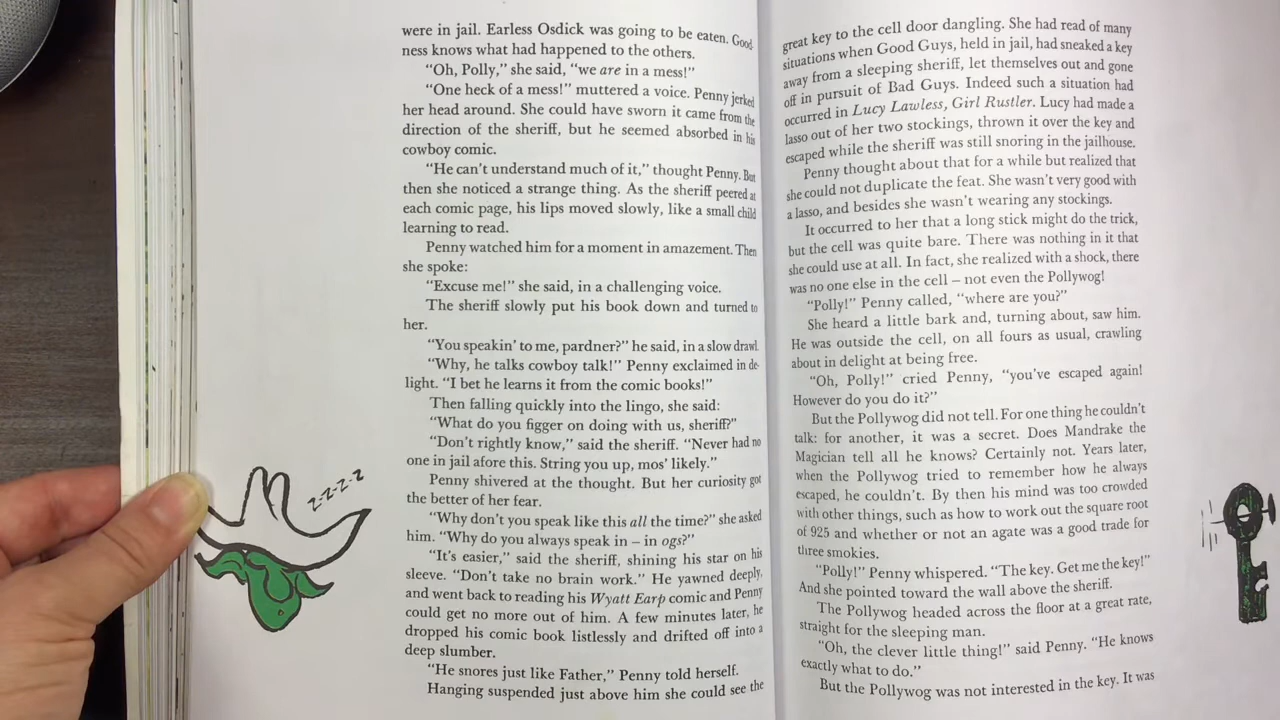 were in jail. Earless Osdick was going to be eaten. Good
ness knows what had happened to the others.
“Oh, Polly,” she said, “we are in a mess!”
“One heck of a mess!” muttered a voice. Penny jerked
her head around. She could have sworn it came from the
direction of the sheriff, but he seemed absorbed in his
cowboy comic.
“He can’t understand much of it,” thought Penny. But
then she noticed a strange thing. As the sheriff peered at
each comic page, his lips moved slowly, like a small child
learning to read.
Penny watched him for a moment in amazement. Then
she spoke:
“Excuse me!” she said, in a challenging voice.
The sheriff slowly put his book down and turned to
her.
“You speakin’ to me, pardner?” he said, in a slow drawl.
“Why, he talks cowboy talk!” Penny exclaimed in de-
light. “I bet he learns it from the comic books!”
Then falling quickly into the lingo, she said:
“What do you figger on doing with us, sheriff?”
“Don’t rightly know,” said the sheriff. “Never had no
one in jail afore this. String you up, mos’ likely.”
Penny shivered at the thought. But her curiosity got
the better of her fear.
“Why don’t you speak like this all the time?” she asked
him. “Why do you always speak in – in ogs?”
“It’s easier,” said the sheriff, shining his star on his
sleeve. “Don’t take no brain work.” He yawned deeply,
and went back to reading his Wyatt Earp comic and Penny
could get no more out of him. A few minutes later, he
dropped his comic book listlessly and drifted off into a
deep slumber.
“He snores just like Father,” Penny told herself.
Hanging suspended just above him she could see the
z-z-z-z
great key to the cell door dangling. She had read of many
situations when Good Guys, held in jail, had sneaked a key
away from a sleeping sheriff, let themselves out and gone
off in pursuit of Bad Guys. Indeed such a situation had
occurred in Lucy Lawless, Girl Rustler. Lucy had made a
lasso out of her two stockings, thrown it over the key and
escaped while the sheriff was still snoring in the jailhouse.
Penny thought about that for a while but realized that
she could not duplicate the feat. She wasn’t very good with
a lasso, and besides she wasn’t wearing any stockings.
It occurred to her that a long stick might do the trick,
but the cell was quite bare. There was nothing in it that
she could use at all. In fact, she realized with a shock, there
was no one else in the cell – not even the Pollywog!
“Polly!” Penny called, “where are you?”
She heard a little bark and, turning about, saw him.
He was outside the cell, on all fours as usual, crawling
about in delight at being free.
“Oh, Polly!” cried Penny, “you’ve escaped again!
However do you do it?”
But the Pollywog did not tell. For one thing he couldn’t
talk: for another, it was a secret. Does Mandrake the
Magician tell all he knows? Certainly not. Years later,
when the Pollywog tried to remember how he always
escaped, he couldn’t. By then his mind was too crowded
with other things, such as how to work out the square root
of 925 and whether or not an agate was a good trade for
three smokies.
“Polly!” Penny whispered. “The key. Get me the key!”
And she pointed toward the wall above the sheriff.
The Pollywog headed across the floor at a great rate,
straight for the sleeping man.
“Oh, the clever little thing!” said Penny. “He knows
exactly what to do.”
But the Pollywog was not interested in the key. It was